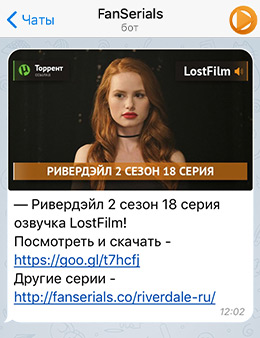 Чаты
FanSerials
бот
Торрент
ссылки
LostFilm
РИВЕРДЭЙЛ 2 СЕЗОН 18 СЕРИЯ
— Ривердэйл 2 сезон 18 серия
озвучка LostFilm!
Посмотреть и скачать -
https://goo.gl/t7hcfj
Другие серии -
http://fanserials.co/riverdale-ru/
12:02